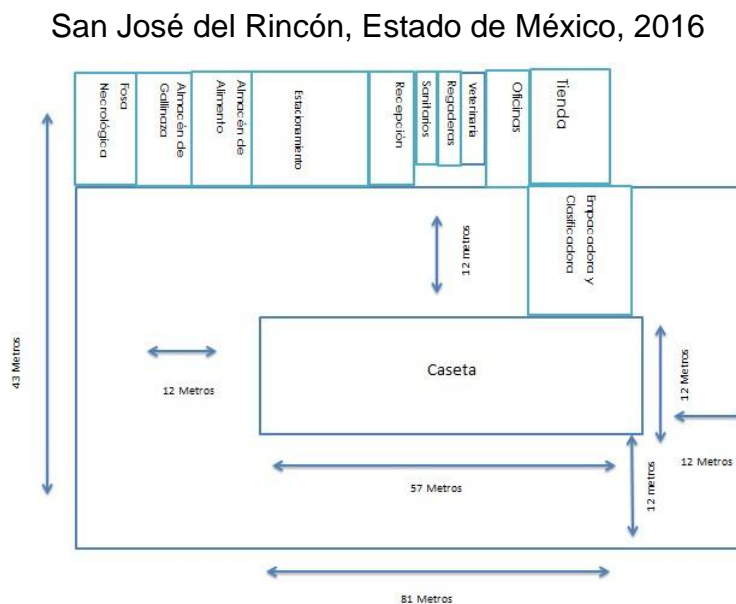 San José del Rincón, Estado de México, 2016
Fosa
Necrológica
Almacén de
Gallinaza
Almacén de
Alimento
Estacionamiento
Recepción
Sanitarios
Regaderas
Veterinaria
Oficinas
Tienda
Empacadora y
Clasificadora
12 metros
43 Metros
12 Metros
Caseta
12 Metros
12 Metros
57 Metros
12 metros
81 Metros